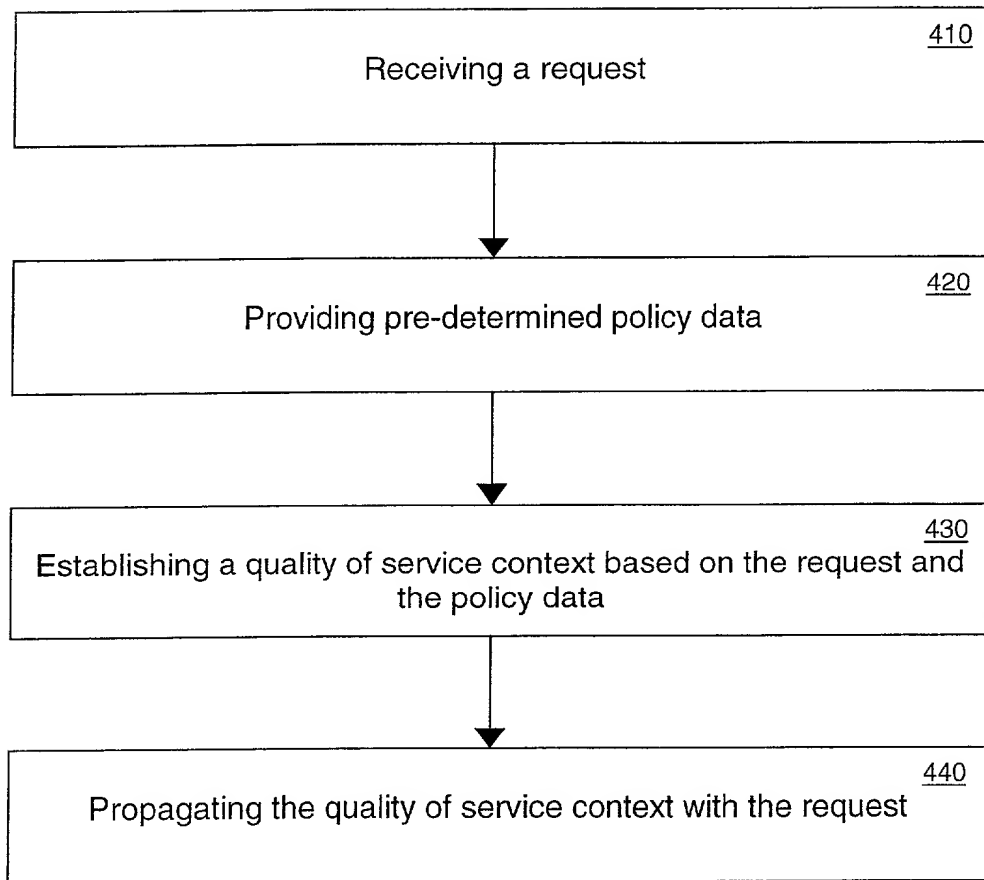 410
Receiving a request
420
Providing pre-determined policy data
430
Establishing a quality of service context based on the request and
the policy data
440
Propagating the quality of service context with the request